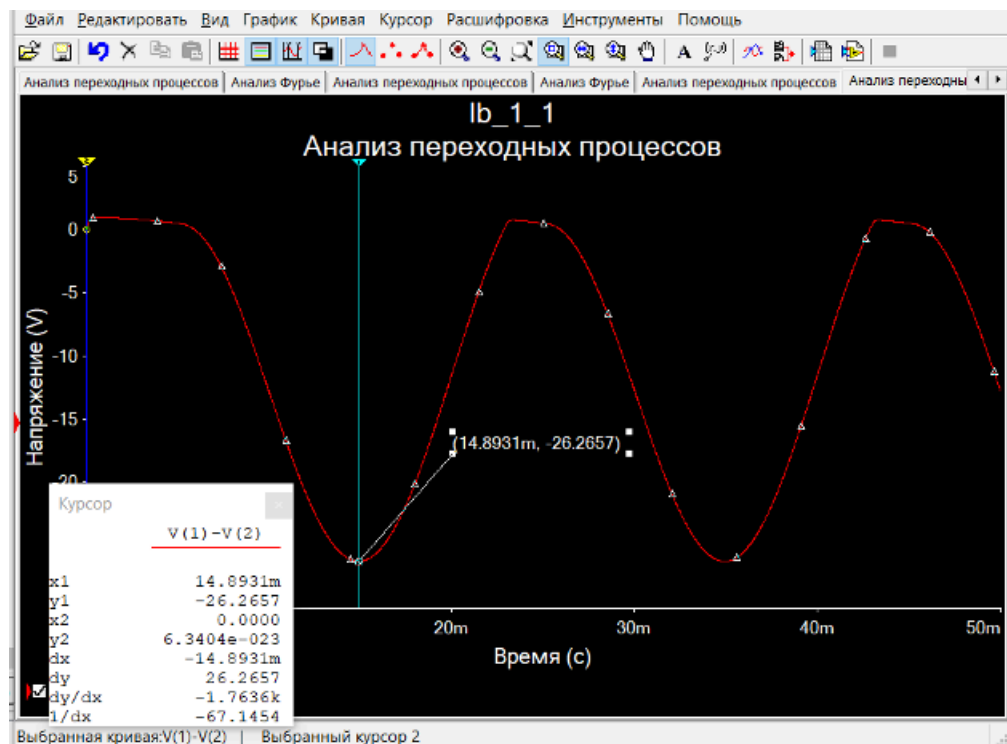 Файл Редактировать Вид График Кривая Курсор Расшифровка Инструменты Помощь
Анализ переходных процессов Анализ Фурье Анализ переходных процессов Анализ Фурье Анализ переходных процессов Анализ переходны
lb_1_1
Анализ переходных процессов
5
0
-5
-10
-15
-20
Напряжение (V)
(14.8931m, -26.2657)
20m 30m 40m 50m
Время (с)
Курсор
V(1)-V(2)
x1 14.8931m
y1 -26.2657
x2 0.0000
y2 6.3404e-023
dx -14.8931m
dy 26.2657
dy/dx -1.7636k
1/dx -67.1454
Выбранная кривая:V(1)-V(2) | Выбранный курсор 2